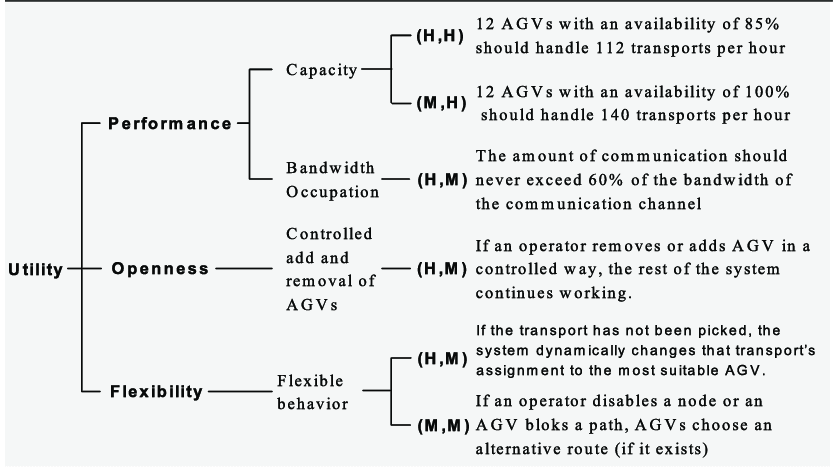 (H,H) 12 AGVs with an availability of 85%
should handle 112 transports per hour
Capacity
(M,H) 12 AGVs with an availability of 100%
should handle 140 transports per hour
Performance
Bandwidth
Occupation
(H,M) The amount of communication should
never exceed 60% of the bandwidth of
the communication channel
Utility
Openness
Controlled
add and
removal of
AGVs
(H,M) If an operator removes or adds AGV in a
controlled way, the rest of the system
continues working.
Flexibility
Flexible
behavior
(H,M) If the transport has not been picked, the
system dynamically changes that transport's
assignment to the most suitable AGV.
(M,M) If an operator disables a node or an
AGV bloks a path, AGVs choose an
alternative route (if it exists)